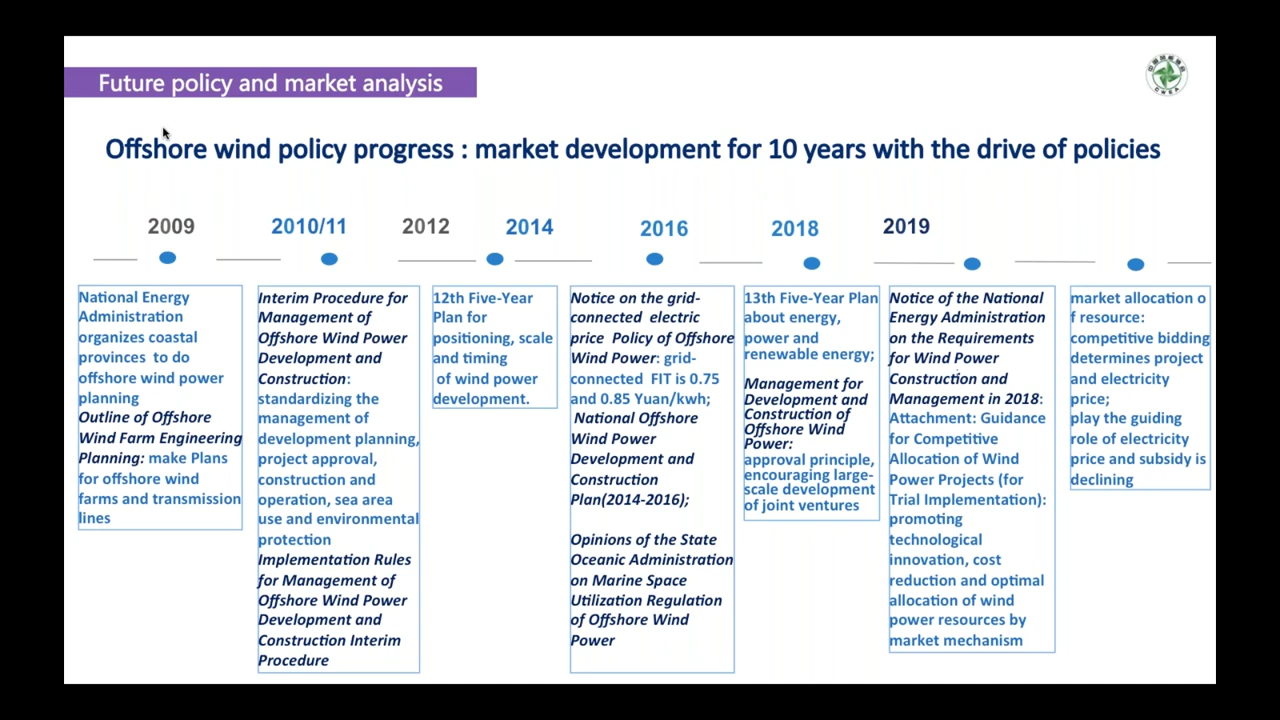 Future policy and market analysis
Offshore wind policy progress : market development for 10 years with the drive of policies
2009
2010/11
2012
2014
2016
2018
2019
National Energy
Administration
organizes coastal
provinces to do
offshore wind power
planning
Outline of Offshore
Wind Farm Engineering
Planning: make Plans
for offshore wind
farms and transmission
lines
Interim Procedure for
Management of
Offshore Wind Power
Development and
Construction:
standardizing the
management of
development planning,
project approval,
construction and
operation, sea area
use and environmental
protection
Implementation Rules
for Management of
Offshore Wind Power
Development and
Construction Interim
Procedure
12th Five-Year
Plan for
positioning, scale
and timing
of wind power
development.
Notice on the grid-
connected electric
price Policy of Offshore
Wind Power: grid-
connected FIT is 0.75
and 0.85 Yuan/kwh;
National Offshore
Wind Power
Development and
Construction
Plan(2014-2016);
Opinions of the State
Oceanic Administration
on Marine Space
Utilization Regulation
of Offshore Wind
Power
13th Five-Year Plan
about energy,
power and
renewable energy;
Management for
Development and
Construction of
Offshore Wind
Power:
approval principle,
encouraging large-
scale development
of joint ventures
Notice of the National
Energy Administration
on the Requirements
for Wind Power
Construction and
Management in 2018:
Attachment: Guidance
for Competitive
Allocation of Wind
Power Projects (for
Trial Implementation):
promoting
technological
innovation, cost
reduction and optimal
allocation of wind
power resources by
market mechanism
market allocation o
f resource:
competitive bidding
determines project
and electricity
price;
play the guiding
role of electricity
price and subsidy is
declining